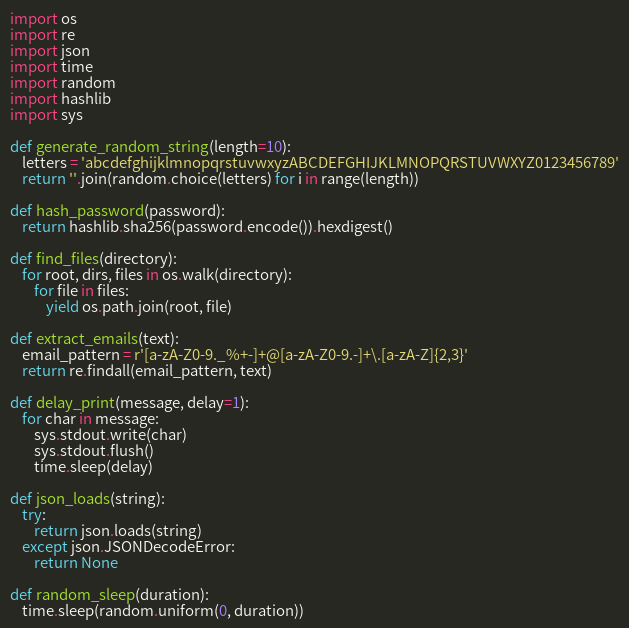 import os
import re
import json
import time
import random
import hashlib
import sys

def generate_random_string(length=10):
    letters = 'abcdefghijklmnopqrstuvwxyzABCDEFGHIJKLMNOPQRSTUVWXYZ0123456789'
    return ''.join(random.choice(letters) for i in range(length))

def hash_password(password):
    return hashlib.sha256(password.encode()).hexdigest()

def find_files(directory):
    for root, dirs, files in os.walk(directory):
        for file in files:
            yield os.path.join(root, file)

def extract_emails(text):
    email_pattern = r'[a-zA-Z0-9._%+-]+@[a-zA-Z0-9.-]+\.[a-zA-Z]{2,3}'
    return re.findall(email_pattern, text)

def delay_print(message, delay=1):
    for char in message:
        sys.stdout.write(char)
        sys.stdout.flush()
        time.sleep(delay)

def json_loads(string):
    try:
        return json.loads(string)
    except json.JSONDecodeError:
        return None

def random_sleep(duration):
    time.sleep(random.uniform(0, duration))